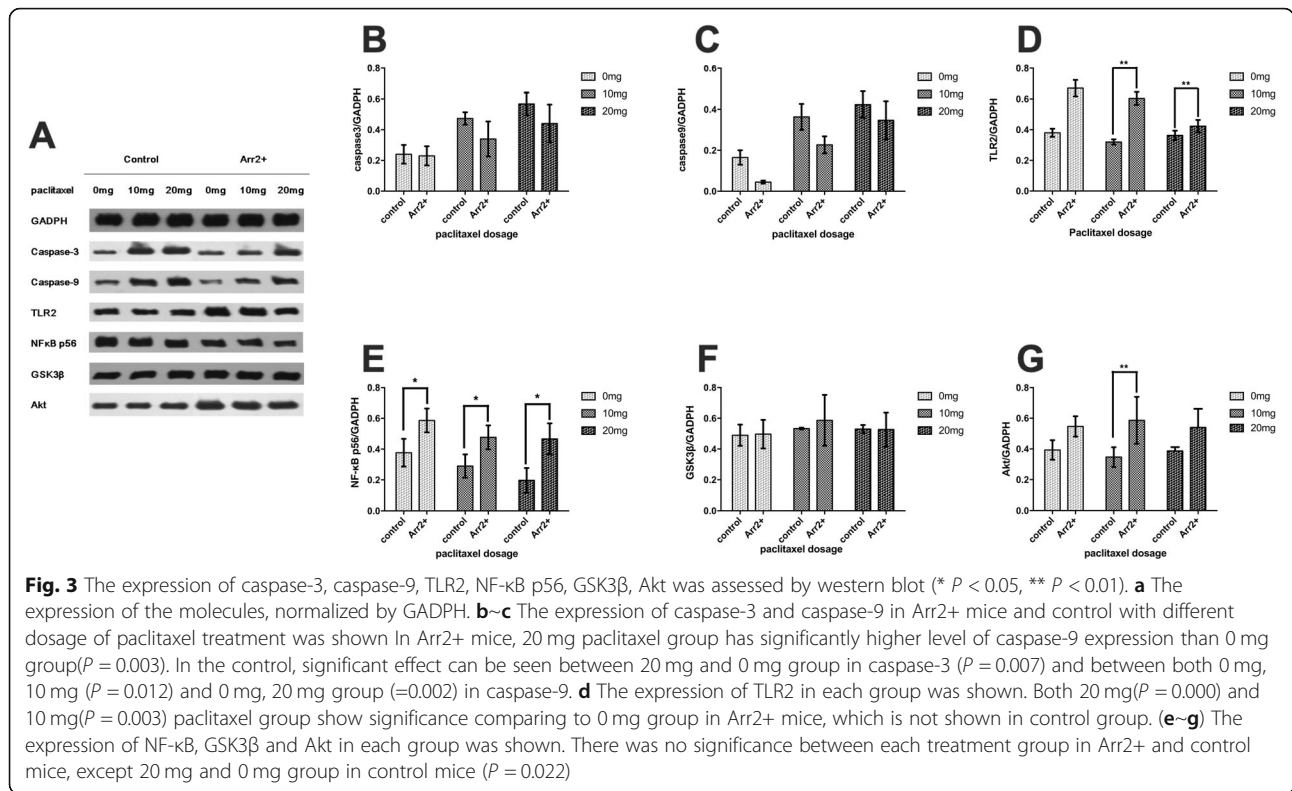 A
Control Arr2+
paclitaxel 0mg 10mg 20mg 0mg 10mg 20mg
GADPH
Caspase-3
Caspase-9
TLR2
NFκB p56
GSK3β
Akt
B
caspase3/GADPH
0.8
0.6
0.4
0.2
0.0
control Arr2+ control Arr2+ control Arr2+
paclitaxel dosage
0mg
10mg
20mg
C
caspase9/GADPH
0.6
0.4
0.2
0.0
control Arr2+ control Arr2+ control Arr2+
paclitaxel dosage
0mg
10mg
20mg
D
TLR2/GADPH
0.8
0.6
0.4
0.2
0.0
** **
control Arr2+ control Arr2+ control Arr2+
Paclitaxel dosage
0mg
10mg
20mg
E
NF-κB p56/GADPH
0.8
0.6
0.4
0.2
0.0
* * *
control Arr2+ control Arr2+ control Arr2+
paclitaxel dosage
0mg
10mg
20mg
F
GSK3β/GADPH
0.8
0.6
0.4
0.2
0.0
control Arr2+ control Arr2+ control Arr2+
paclitaxel dosage
0mg
10mg
20mg
G
Akt/GADPH
0.8
0.6
0.4
0.2
0.0
**
control Arr2+ control Arr2+ control Arr2+
paclitaxel dosage
0mg
10mg
20mg
Fig. 3 The expression of caspase-3, caspase-9, TLR2, NF-κB p56, GSK3β, Akt was assessed by western blot (* P < 0.05, ** P < 0.01). a The
expression of the molecules, normalized by GADPH. b~c The expression of caspase-3 and caspase-9 in Arr2+ mice and control with different
dosage of paclitaxel treatment was shown In Arr2+ mice, 20 mg paclitaxel group has significantly higher level of caspase-9 expression than 0 mg
group(P = 0.003). In the control, significant effect can be seen between 20 mg and 0 mg group in caspase-3 (P = 0.007) and between both 0 mg,
10 mg (P = 0.012) and 0 mg, 20 mg group (=0.002) in caspase-9. d The expression of TLR2 in each group was shown. Both 20 mg(P = 0.000) and
10 mg(P = 0.003) paclitaxel group show significance comparing to 0 mg group in Arr2+ mice, which is not shown in control group. (e~g) The
expression of NF-κB, GSK3β and Akt in each group was shown. There was no significance between each treatment group in Arr2+ and control
mice, except 20 mg and 0 mg group in control mice (P = 0.022)